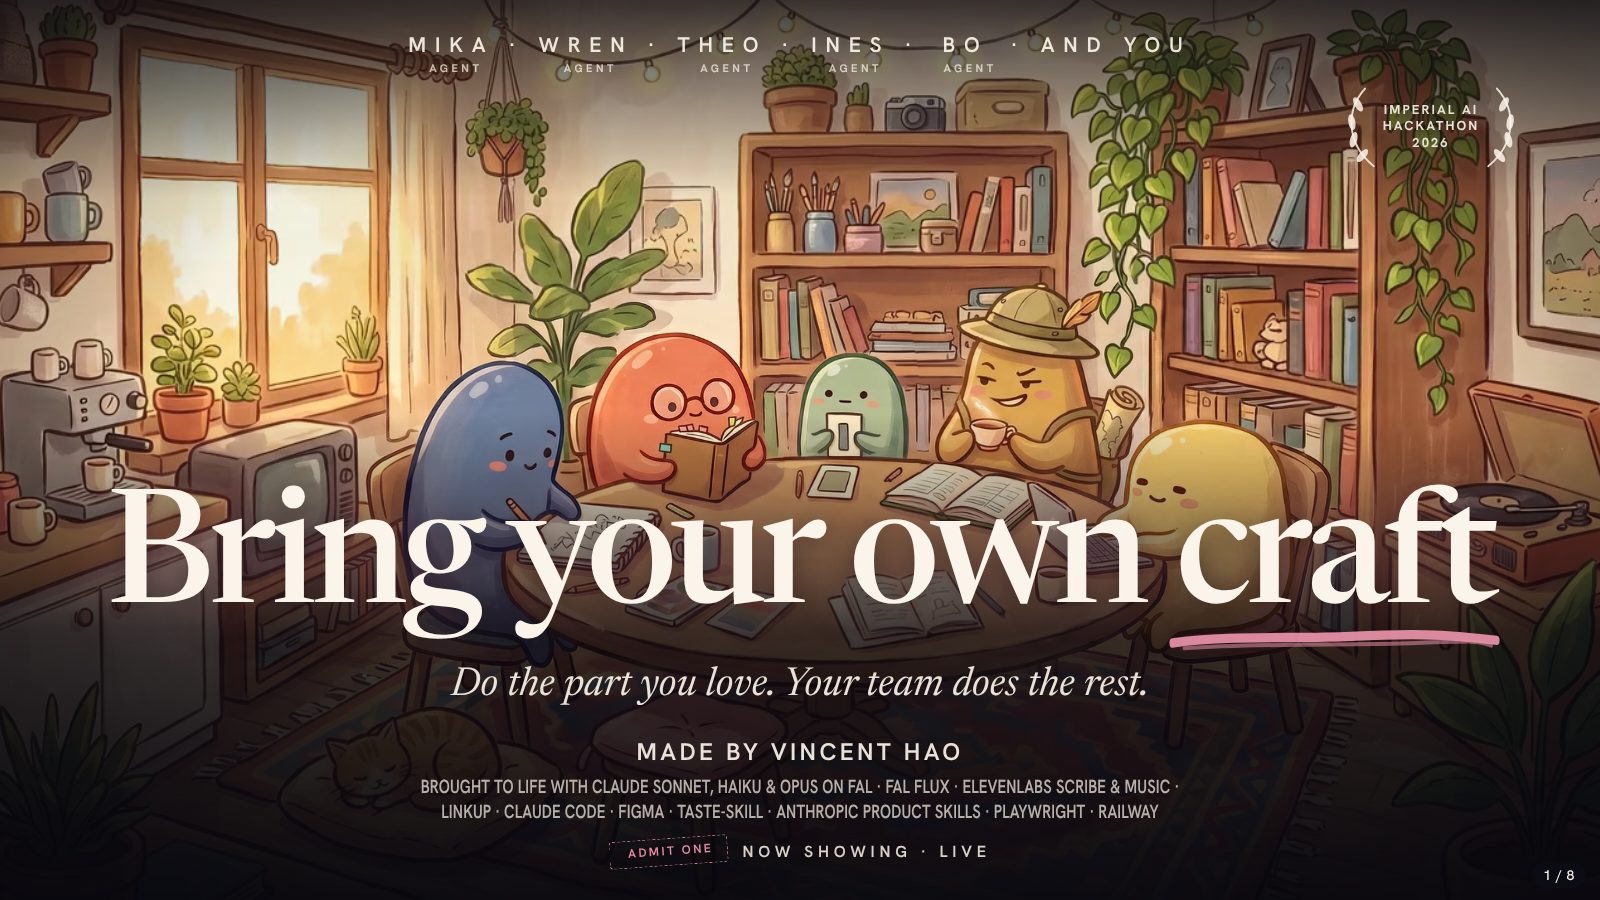 MIKA · WREN · THEO · INES · BO · AND YOU
AGENT AGENT AGENT AGENT AGENT
IMPERIAL AI
HACKATHON
2026
Bring your own craft
Do the part you love. Your team does the rest.
MADE BY VINCENT HAO
BROUGHT TO LIFE WITH CLAUDE SONNET, HAIKU & OPUS ON FAL · FAL FLUX · ELEVENLABS SCRIBE & MUSIC ·
LINKUP · CLAUDE CODE · FIGMA · TASTE-SKILL · ANTHROPIC PRODUCT SKILLS · PLAYWRIGHT · RAILWAY
ADMIT ONE NOW SHOWING · LIVE
1 / 8